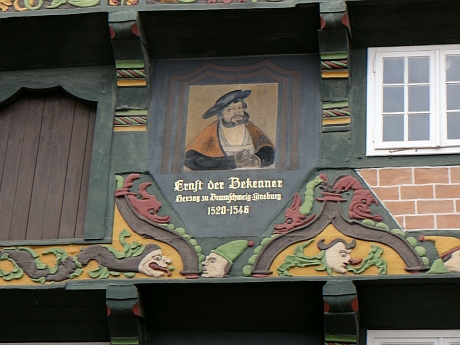 Ernst der Bekenner
Herzog zu Braunschweig-Lüneburg
1520-1546